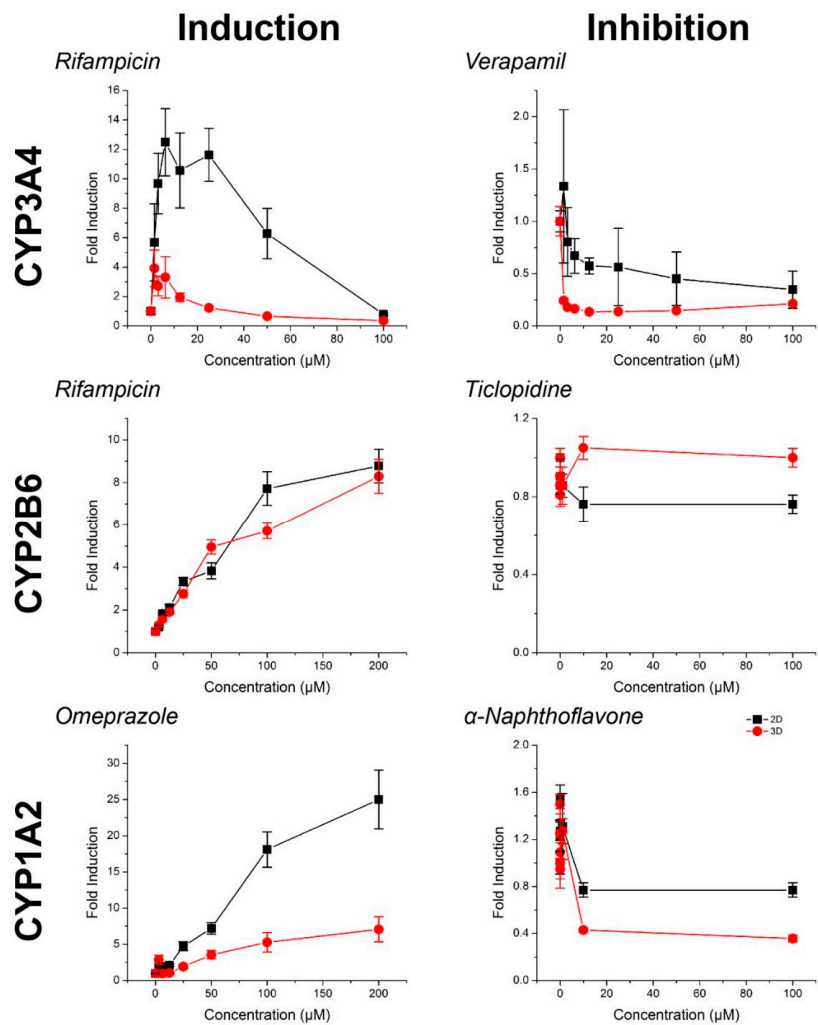 Induction
Inhibition
CYP3A4
Rifampicin
Fold Induction
16
14
12
10
8
6
4
2
0
0 20 40 60 80 100
Concentration (µM)
Verapamil
Fold Induction
2.0
1.5
1.0
0.5
0.0
0 20 40 60 80 100
Concentration (µM)
CYP2B6
Rifampicin
Fold Induction
10
8
6
4
2
0
0 50 100 150 200
Concentration (µM)
Ticlopidine
Fold Induction
1.2
0.8
0.4
0.0
0 20 40 60 80 100
Concentration (µM)
CYP1A2
Omeprazole
Fold Induction
25
20
15
10
5
0
0 50 100 150 200
Concentration (µM)
α-Naphthoflavone
2D
3D
Fold Induction
2.0
1.6
1.2
0.8
0.4
0.0
0 20 40 60 80 100
Concentration (µM)